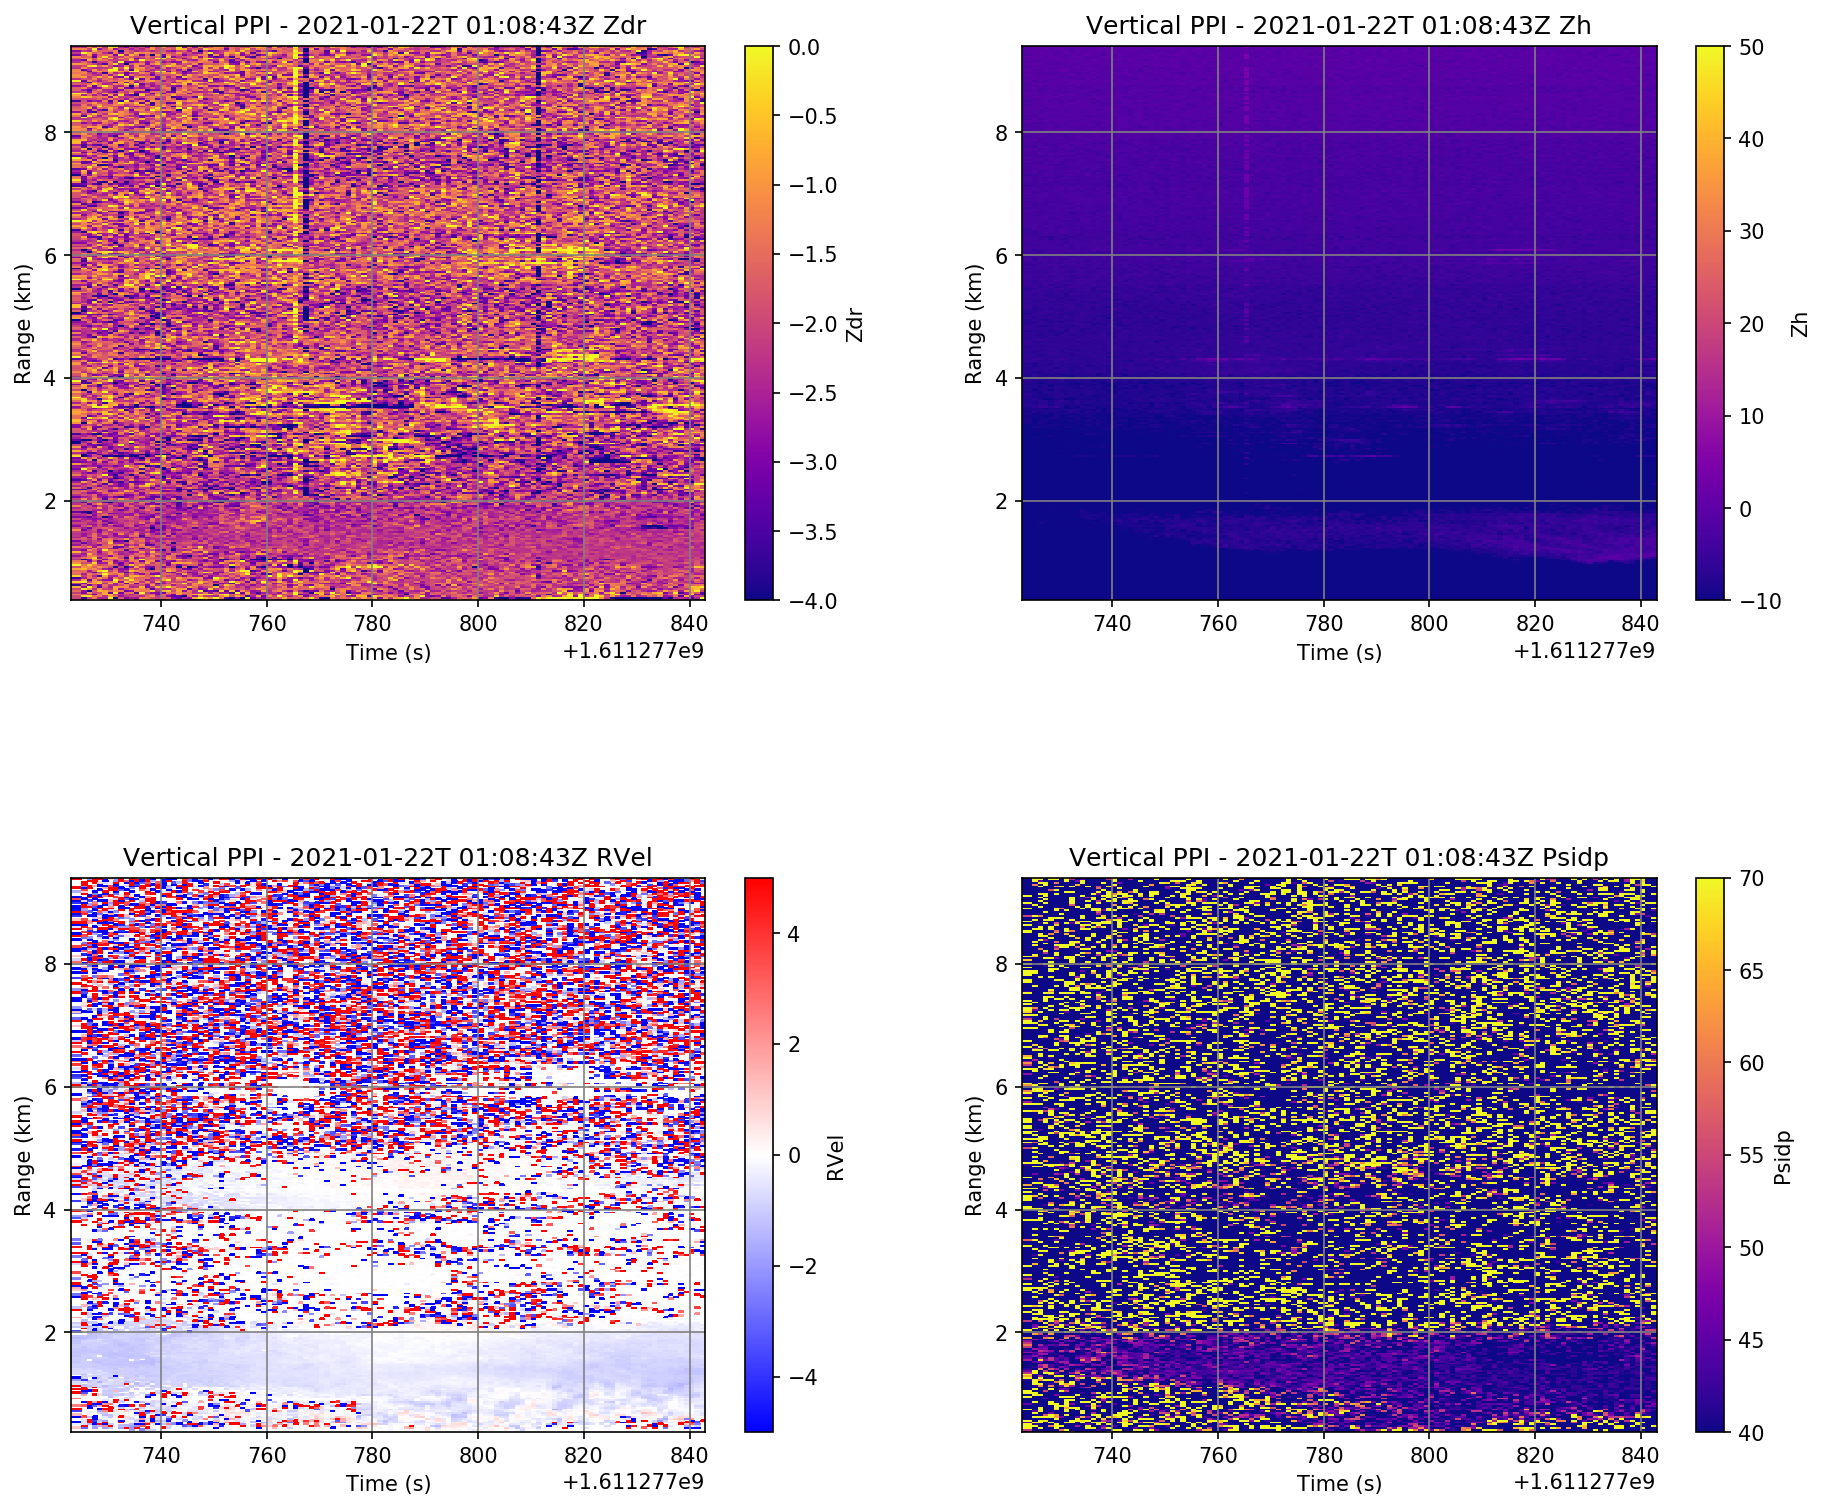 Vertical PPI - 2021-01-22T 01:08:43Z Zdr
8
6
4
2
Range (km)
740 760 780 800 820 840
Time (s)
+1.611277e9
0.0
−0.5
−1.0
−1.5
−2.0
−2.5
−3.0
−3.5
−4.0
Zdr
Vertical PPI - 2021-01-22T 01:08:43Z Zh
8
6
4
2
Range (km)
740 760 780 800 820 840
Time (s)
+1.611277e9
50
40
30
20
10
0
−10
Zh
Vertical PPI - 2021-01-22T 01:08:43Z RVel
8
6
4
2
Range (km)
740 760 780 800 820 840
Time (s)
+1.611277e9
4
2
0
−2
−4
RVel
Vertical PPI - 2021-01-22T 01:08:43Z Psidp
8
6
4
2
Range (km)
740 760 780 800 820 840
Time (s)
+1.611277e9
70
65
60
55
50
45
40
Psidp